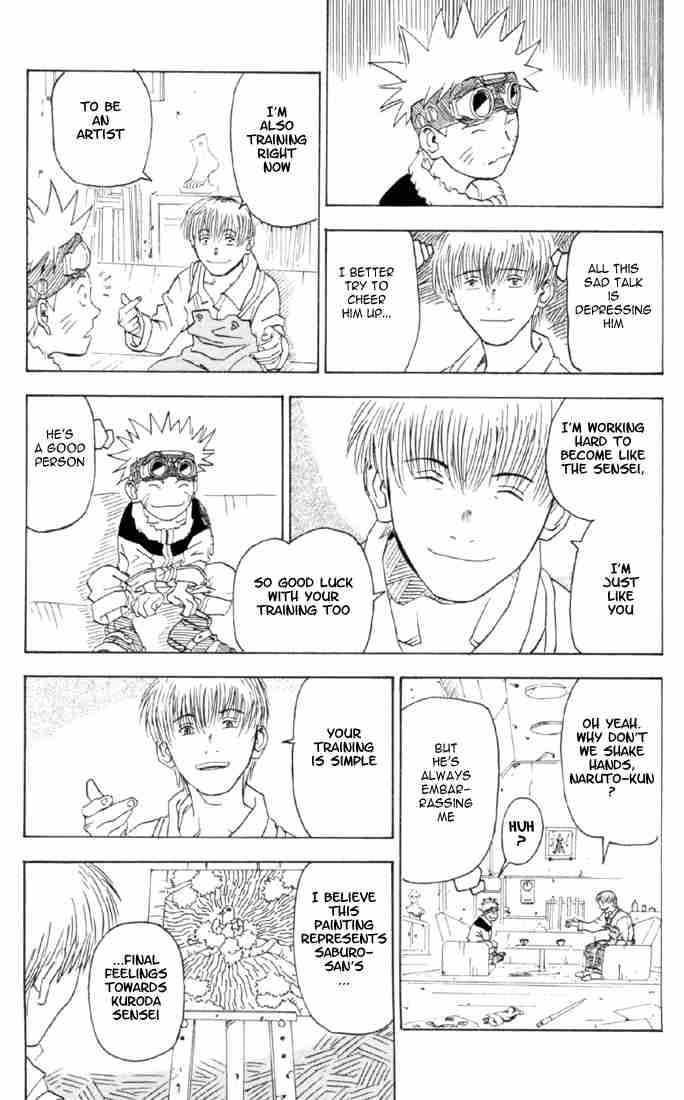 ALL THIS
SAD TALK
IS
DEPRESSING
HIM
I BETTER
TRY TO
CHEER
HIM UP...
I'M
ALSO
TRAINING
RIGHT
NOW
TO BE
AN
ARTIST
I'M WORKING
HARD TO
BECOME LIKE
THE SENSEI,
I'M
JUST
LIKE
YOU
SO GOOD LUCK
WITH YOUR
TRAINING TOO
HE'S
A GOOD
PERSON
OH YEAH.
WHY DON'T
WE SHAKE
HANDS,
NARUTO-KUN
?
HUH
?
BUT
HE'S
ALWAYS
EMBAR-
RASSING
ME
YOUR
TRAINING
IS SIMPLE
I BELIEVE
THIS
PAINTING
REPRESENTS
SABURO-
SAN'S
...
...FINAL
FEELINGS
TOWARDS
KURODA
SENSEI